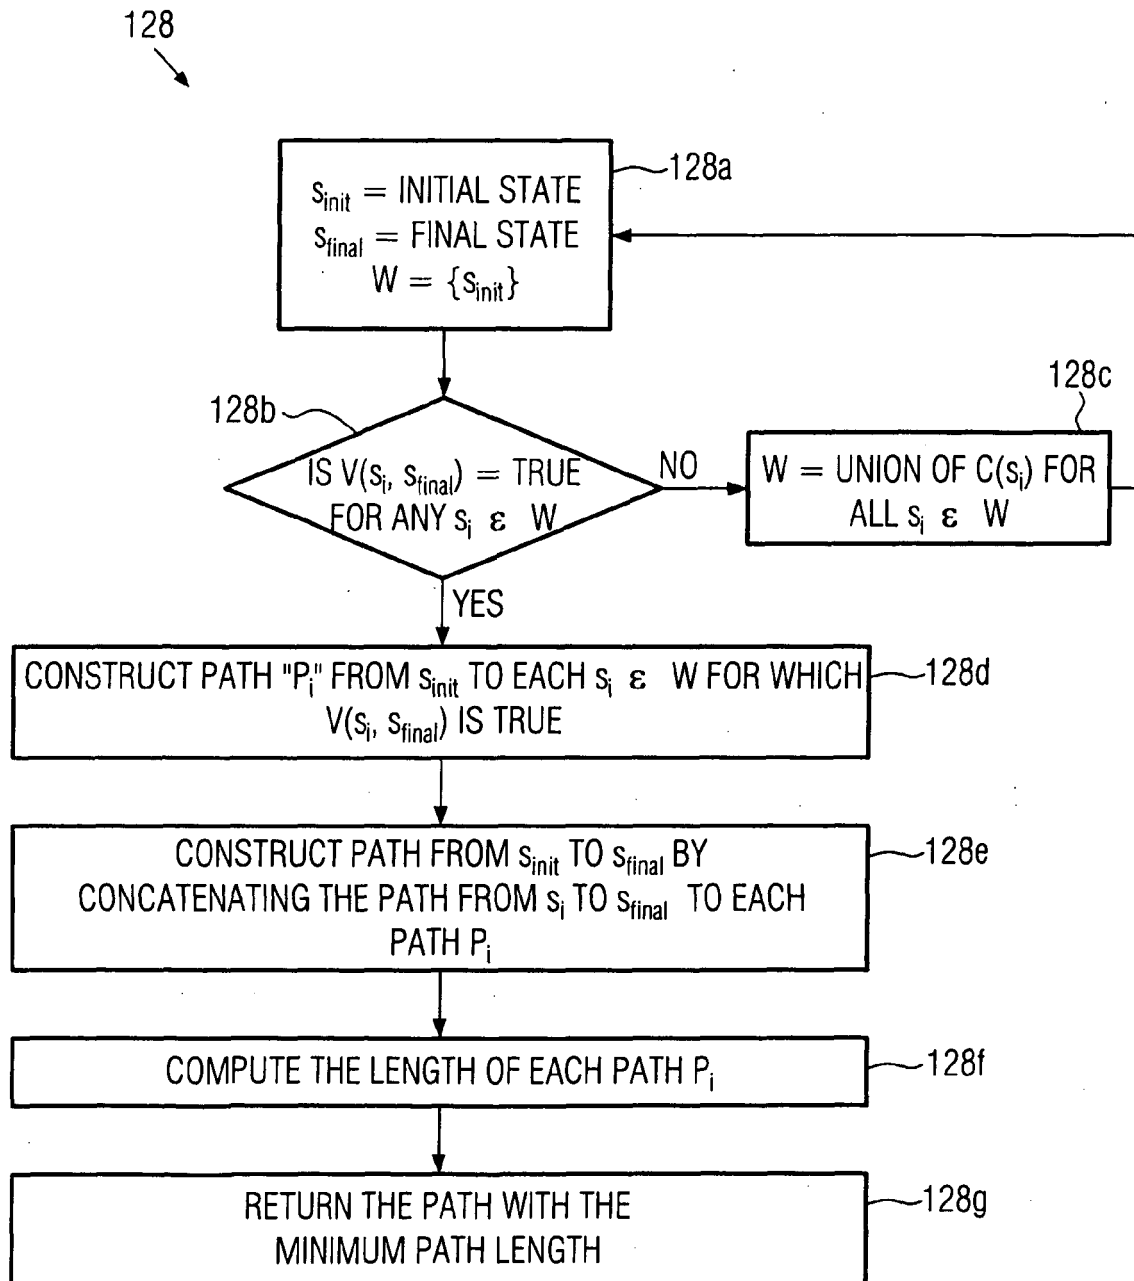 128
128a
s_init = INITIAL STATE
s_final = FINAL STATE
W = {s_init}
128b
IS V(s_i, s_final) = TRUE
FOR ANY s_i ε W
NO
128c
W = UNION OF C(s_i) FOR
ALL s_i ε W
YES
CONSTRUCT PATH "P_i" FROM s_init TO EACH s_i ε W FOR WHICH
V(s_i, s_final) IS TRUE
128d
CONSTRUCT PATH FROM s_init TO s_final BY
CONCATENATING THE PATH FROM s_i TO s_final TO EACH
PATH P_i
128e
COMPUTE THE LENGTH OF EACH PATH P_i
128f
RETURN THE PATH WITH THE
MINIMUM PATH LENGTH
128g